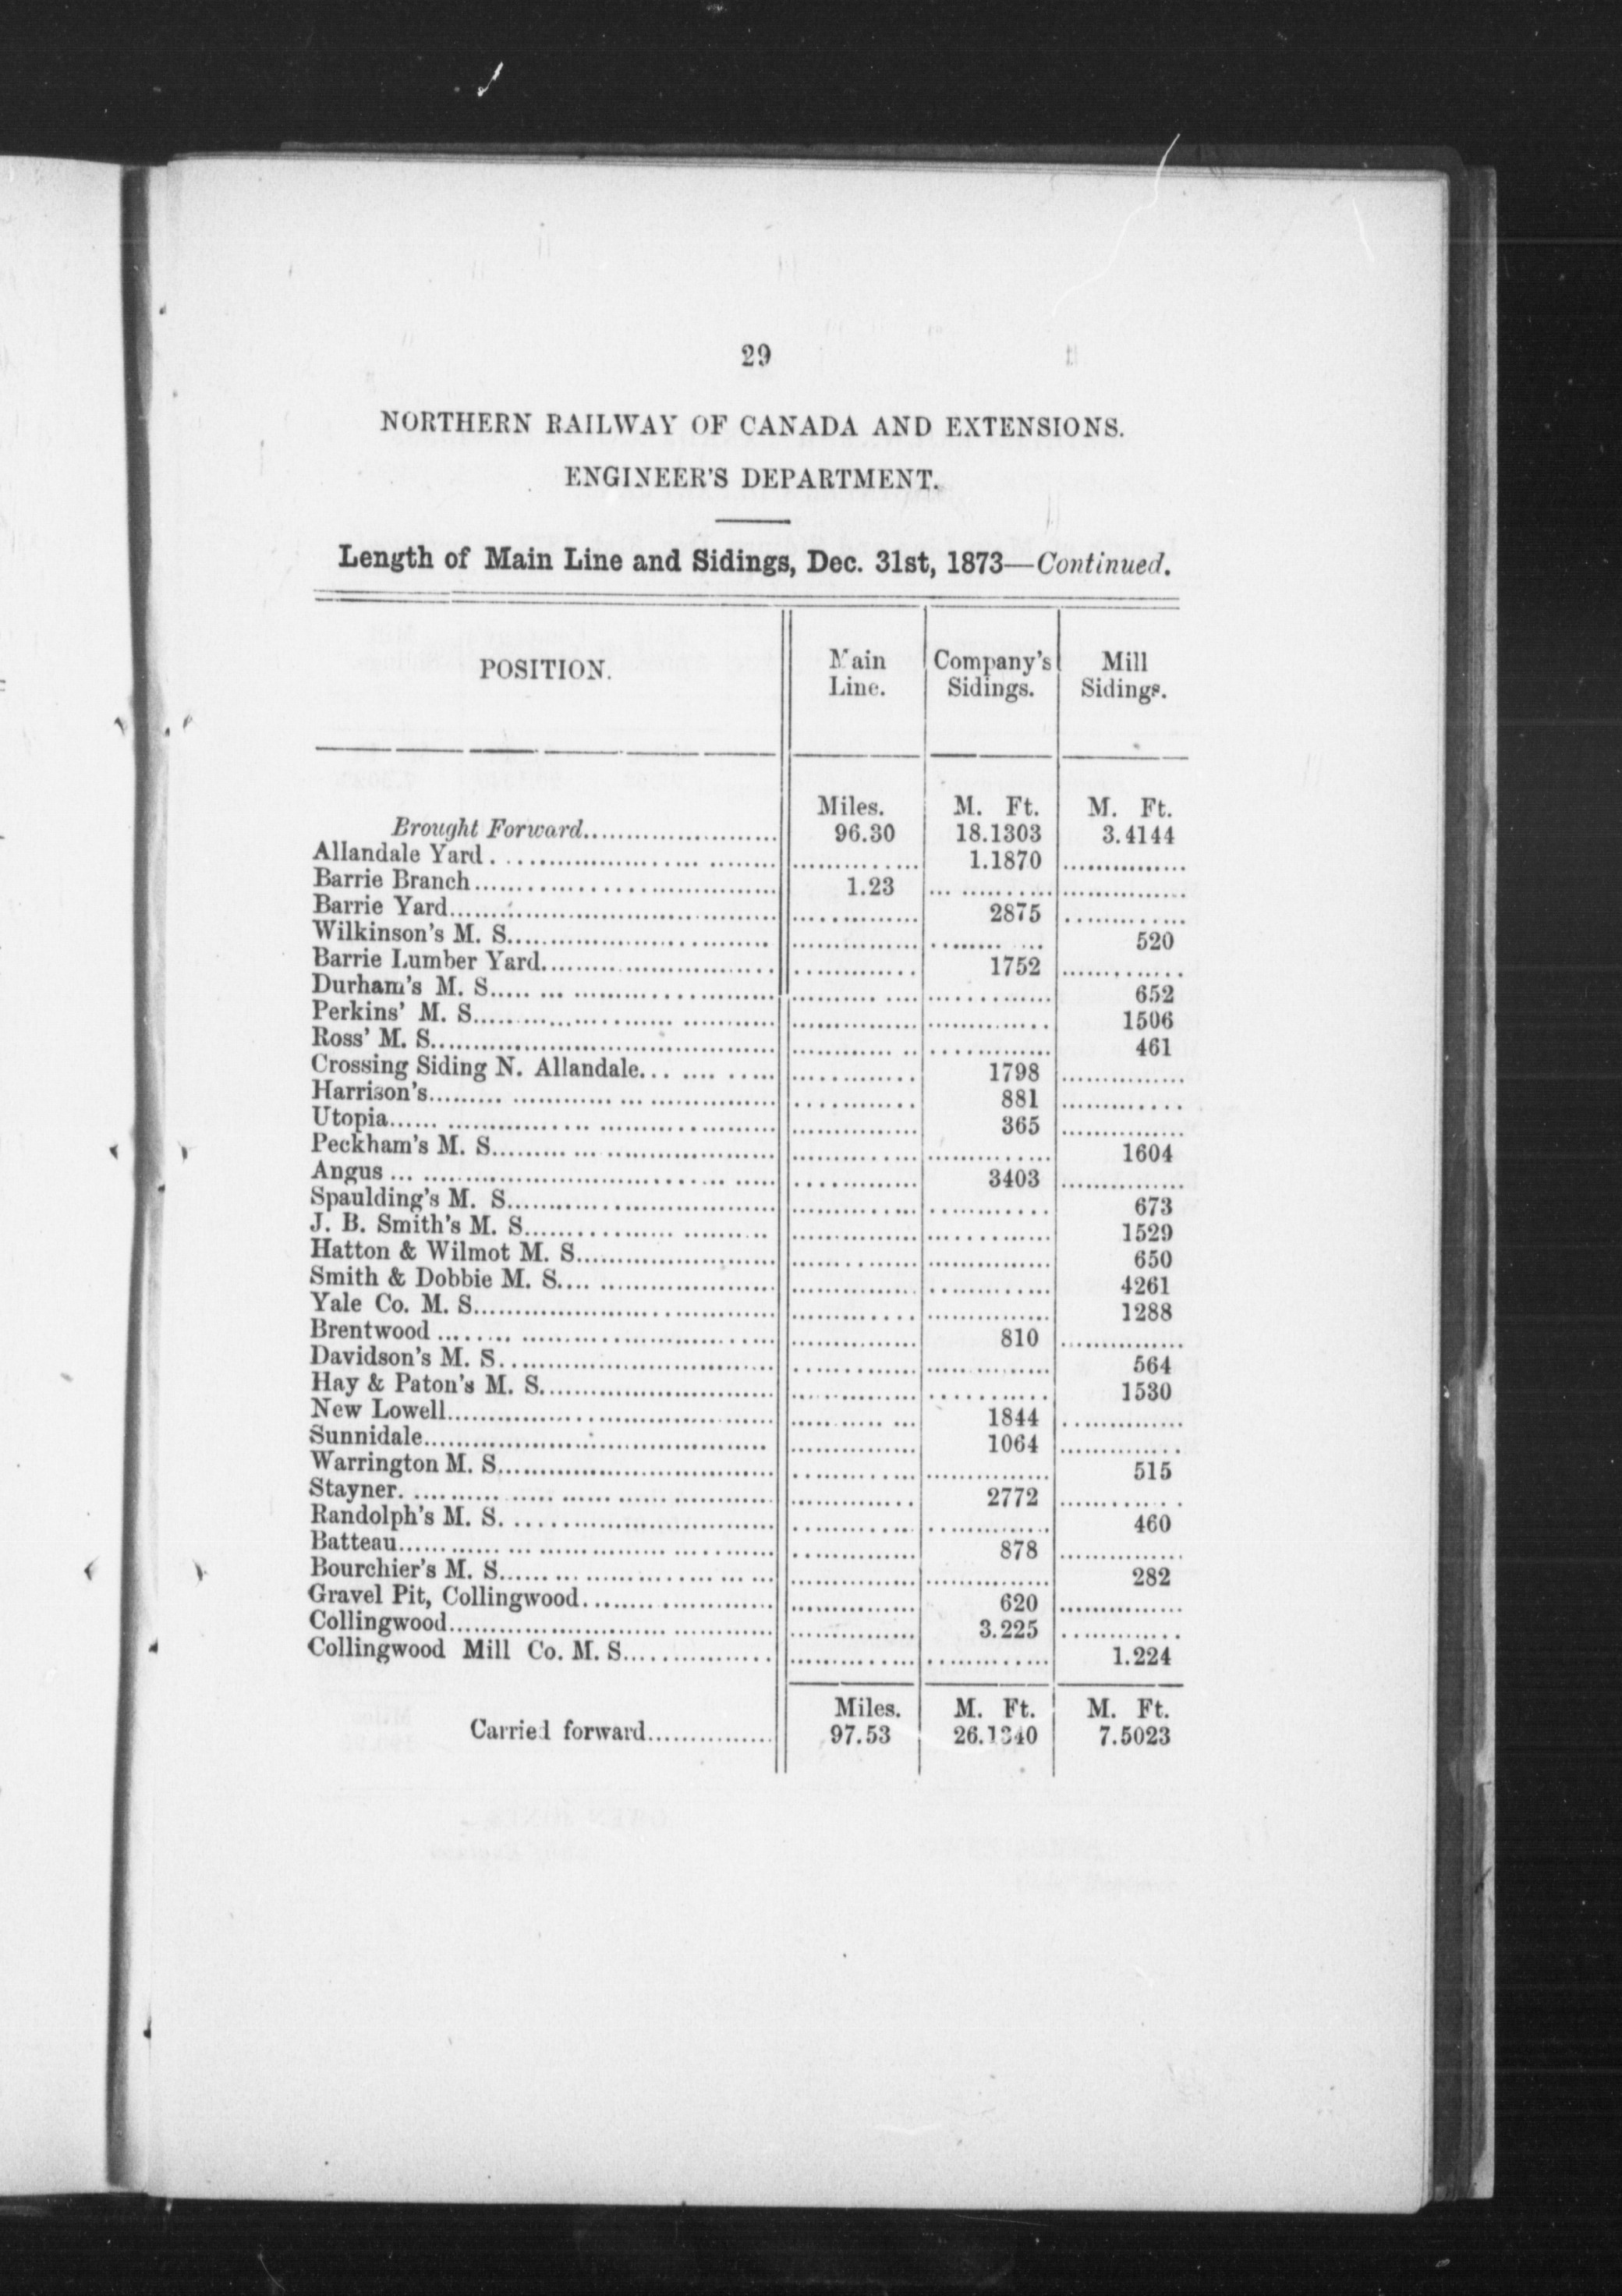 29
NORTHERN RAILWAY OF CANADA AND EXTENSIONS.
ENGINEER'S DEPARTMENT.
Length of Main Line and Sidings, Dec. 31st, 1873—Continued.
POSITION. Main Line. Company's Sidings. Mill Sidings.
Miles. M. Ft. M. Ft.
Brought Forward 96.30 18.1303 3.4144
Allandale Yard 1.1870
Barrie Branch 1.23
Barrie Yard 2875
Wilkinson's M. S. 520
Barrie Lumber Yard 1752
Durham's M. S. 652
Perkins' M. S. 1506
Ross' M. S. 461
Crossing Siding N. Allandale 1798
Harrison's 881
Utopia 365
Peckham's M. S. 1604
Angus 3403
Spaulding's M. S. 673
J. B. Smith's M. S. 1529
Hatton & Wilmot M. S. 650
Smith & Dobbie M. S. 4261
Yale Co. M. S. 1288
Brentwood 810
Davidson's M. S. 564
Hay & Paton's M. S. 1530
New Lowell 1844
Sunnidale 1064
Warrington M. S. 515
Stayner 2772
Randolph's M. S. 460
Batteau 878
Bourchier's M. S. 282
Gravel Pit, Collingwood 620
Collingwood 3.225
Collingwood Mill Co. M. S. 1.224
Miles. M. Ft. M. Ft.
Carried forward 97.53 26.1340 7.5023